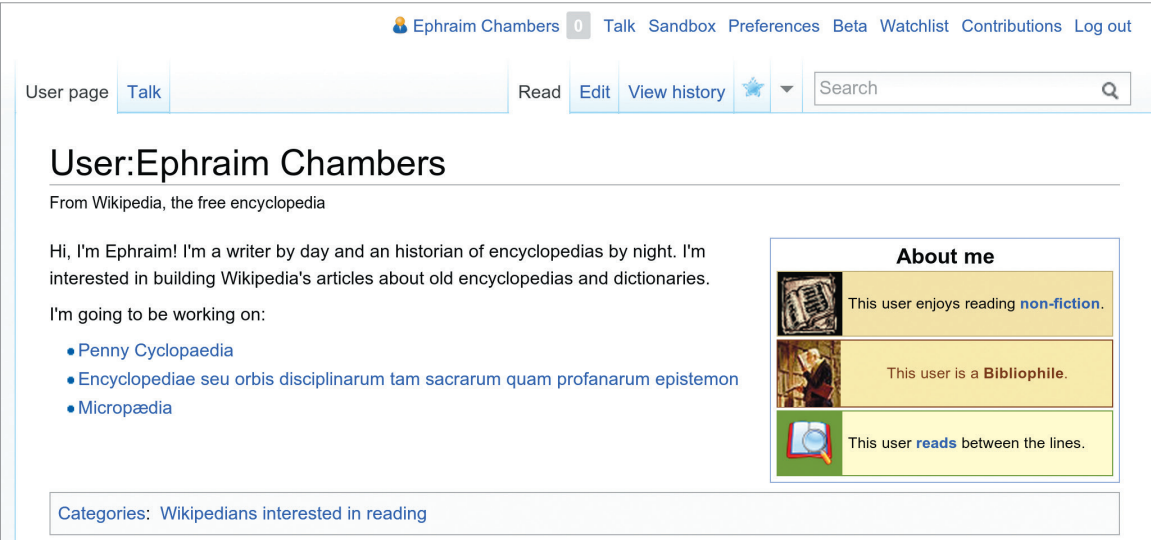 Ephraim Chambers 0 Talk Sandbox Preferences Beta Watchlist Contributions Log out
User page Talk Read Edit View history Search
User:Ephraim Chambers
From Wikipedia, the free encyclopedia
Hi, I'm Ephraim! I'm a writer by day and an historian of encyclopedias by night. I'm
interested in building Wikipedia's articles about old encyclopedias and dictionaries.
I'm going to be working on:
Penny Cyclopaedia
Encyclopediae seu orbis disciplinarum tam sacrarum quam profanarum epistemon
Micropædia
About me
This user enjoys reading non-fiction.
This user is a Bibliophile.
This user reads between the lines.
Categories: Wikipedians interested in reading